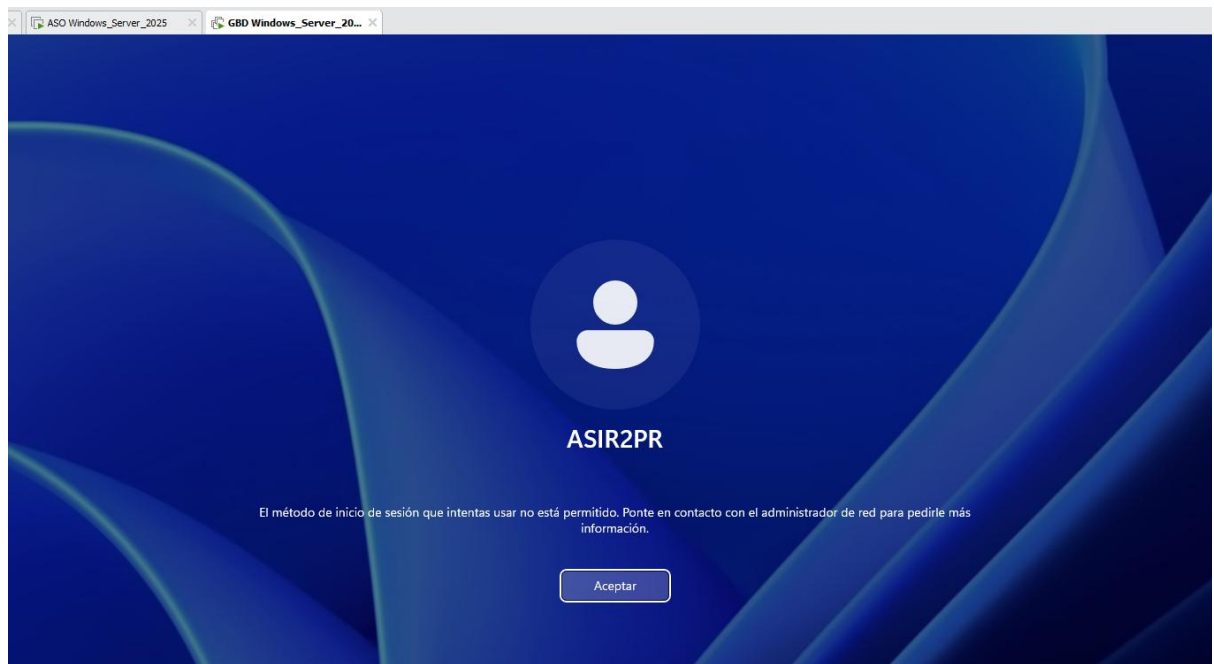 ASO Windows_Server_2025
GBD Windows_Server_20...
ASIR2PR
El método de inicio de sesión que intentas usar no está permitido. Ponte en contacto con el administrador de red para pedirle más
información.
Aceptar